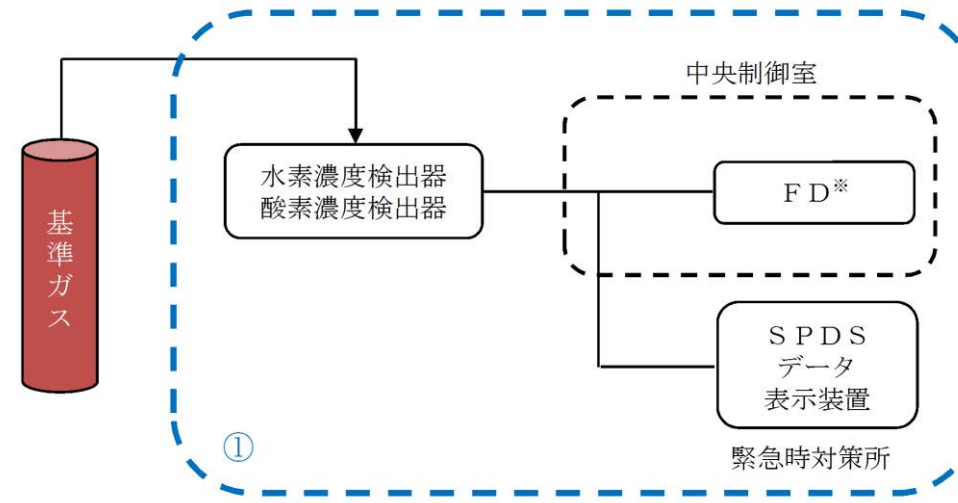 中央制御室
基準ガス
水素濃度検出器
酸素濃度検出器
ＦＤ※
ＳＰＤＳ
データ
表示装置
緊急時対策所
①